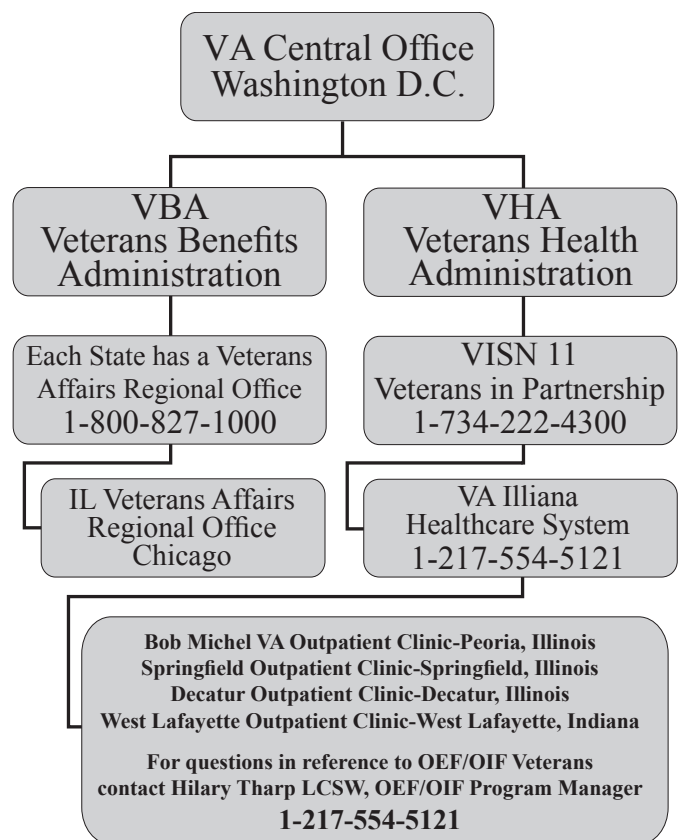 VA Central Office
Washington D.C.
VBA
Veterans Benefits
Administration
VHA
Veterans Health
Administration
Each State has a Veterans
Affairs Regional Office
1-800-827-1000
VISN 11
Veterans in Partnership
1-734-222-4300
IL Veterans Affairs
Regional Office
Chicago
VA Illiana
Healthcare System
1-217-554-5121
Bob Michel VA Outpatient Clinic-Peoria, Illinois
Springfield Outpatient Clinic-Springfield, Illinois
Decatur Outpatient Clinic-Decatur, Illinois
West Lafayette Outpatient Clinic-West Lafayette, Indiana
For questions in reference to OEF/OIF Veterans
contact Hilary Tharp LCSW, OEF/OIF Program Manager
1-217-554-5121